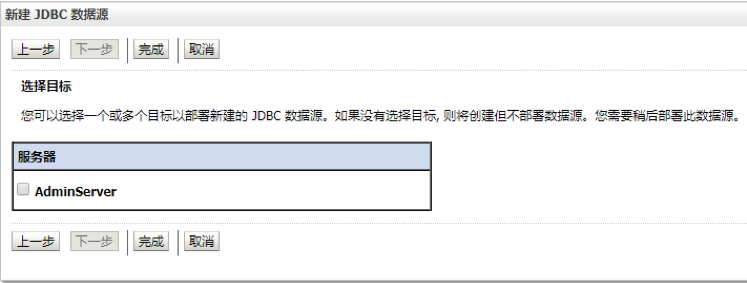 新建 JDBC 数据源
上一步 下一步 完成 取消
选择目标
您可以选择一个或多个目标以部署新建的 JDBC 数据源。如果没有选择目标, 则将创建但不部署数据源。您需要稍后部署此数据源。
服务器
AdminServer
上一步 下一步 完成 取消